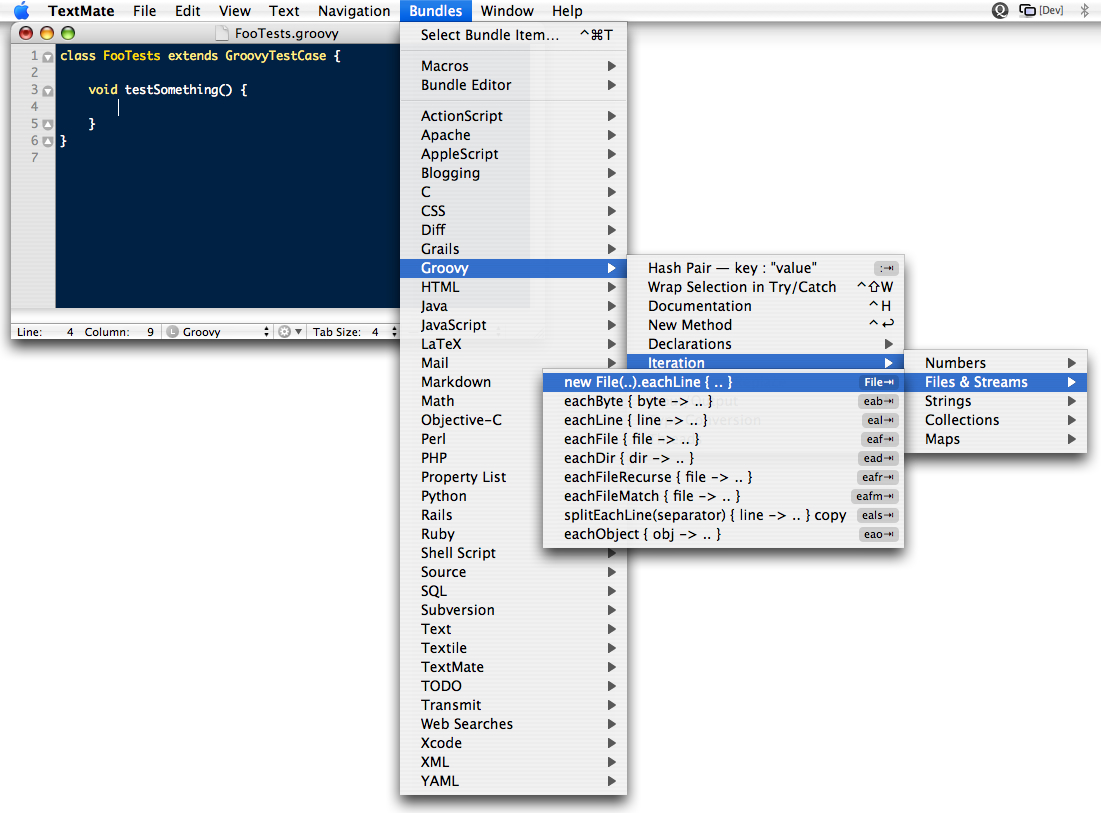 TextMate File Edit View Text Navigation Bundles Window Help [Dev]
FooTests.groovy
1 class FooTests extends GroovyTestCase {
2
3 void testSomething() {
4
5 }
6 }
7
Line: 4 Column: 9 L Groovy Tab Size: 4
Select Bundle Item... ^⌘T
Macros
Bundle Editor
ActionScript
Apache
AppleScript
Blogging
C
CSS
Diff
Grails
Groovy
HTML
Java
JavaScript
LaTeX
Mail
Markdown
Math
Objective-C
Perl
PHP
Property List
Python
Rails
Ruby
Shell Script
Source
SQL
Subversion
Text
Textile
TextMate
TODO
Transmit
Web Searches
Xcode
XML
YAML
Hash Pair — key : "value" :⇥
Wrap Selection in Try/Catch ^⇧W
Documentation ^H
New Method ^↩
Declarations
Iteration
Numbers
Files & Streams
Strings
Collections
Maps
new File(..).eachLine { .. } File⇥
eachByte { byte -> .. } eab⇥
eachLine { line -> .. } eal⇥
eachFile { file -> .. } eaf⇥
eachDir { dir -> .. } ead⇥
eachFileRecurse { file -> .. } eafr⇥
eachFileMatch { file -> .. } eafm⇥
splitEachLine(separator) { line -> .. } copy eals⇥
eachObject { obj -> .. } eao⇥